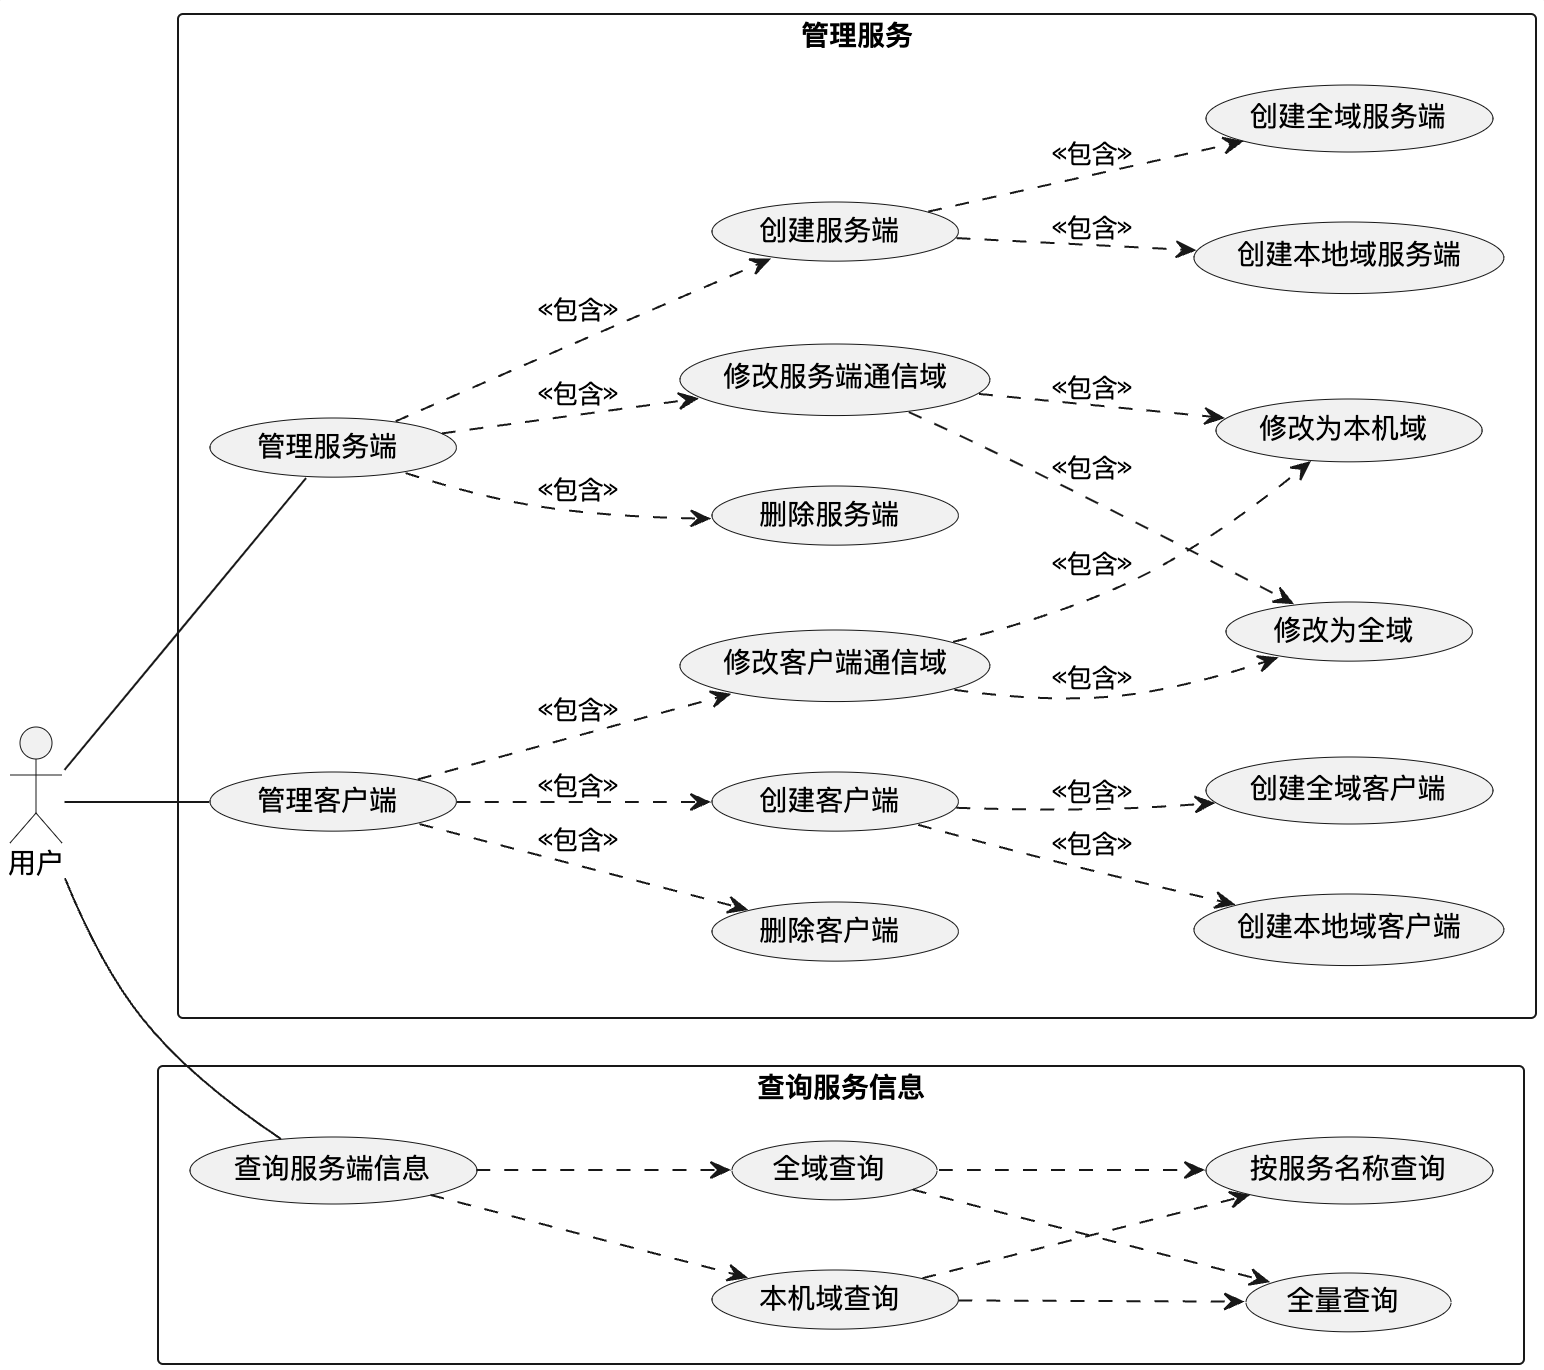 管理服务
创建全域服务端
«包含»
创建服务端
«包含»
创建本地域服务端
«包含»
修改服务端通信域
«包含»
«包含»
修改为本机域
管理服务端
«包含»
«包含»
删除服务端
«包含»
修改为全域
修改客户端通信域
«包含»
«包含»
管理客户端
«包含»
创建客户端
«包含»
创建全域客户端
«包含»
«包含»
用户
删除客户端
创建本地域客户端
查询服务信息
查询服务端信息
全域查询
按服务名称查询
本机域查询
全量查询